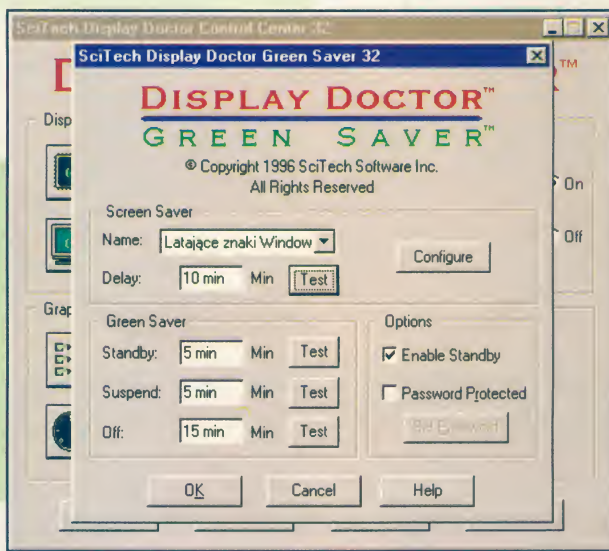 SciTech Display Doctor Control Center 32
SciTech Display Doctor Green Saver 32
DISPLAY DOCTOR™
GREEN SAVER™
© Copyright 1996 SciTech Software Inc.
All Rights Reserved
Screen Saver
Name: Latające znaki Window
Configure
Delay: 10 min Min Test
Green Saver
Standby: 5 min Min Test
Suspend: 5 min Min Test
Off: 15 min Min Test
Options
Enable Standby
Password Protected
Set Password
OK Cancel Help
D
™
Disp
On
Off
Grap